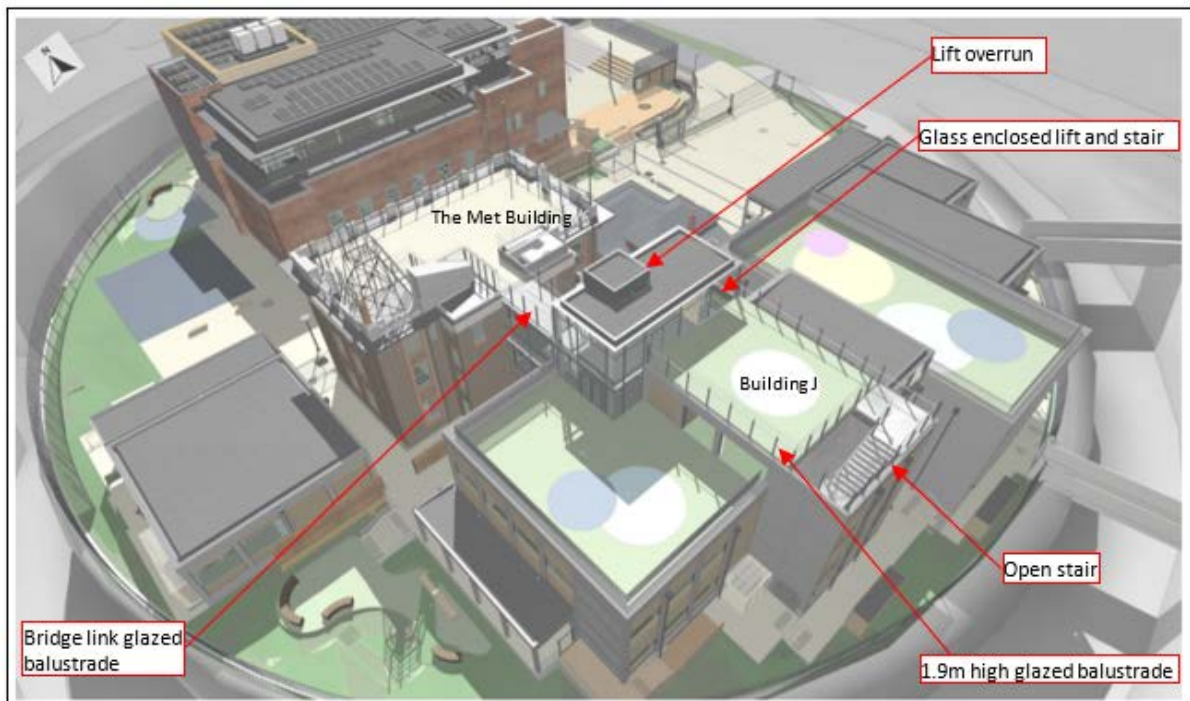 N
Lift overrun
Glass enclosed lift and stair
The Met Building
Building J
Open stair
Bridge link glazed
balustrade
1.9m high glazed balustrade